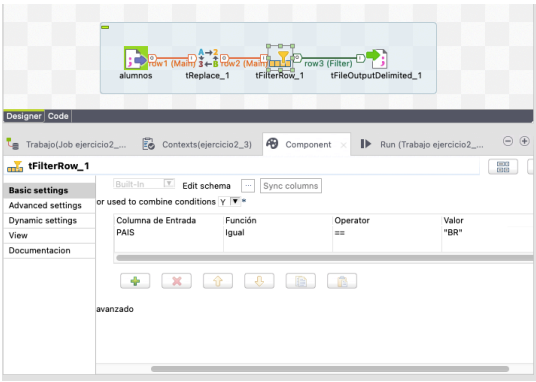 row1 (Main)
row2 (Main)
row3 (Filter)
alumnos
tReplace_1
tFilterRow_1
tFileOutputDelimited_1
Designer Code
Trabajo(Job ejercicio2_... Contexts(ejercicio2_3) Component Run (Trabajo ejercicio2_...
tFilterRow_1
Basic settings
Advanced settings
Dynamic settings
View
Documentacion
Built-In Edit schema ... Sync columns
or used to combine conditions Y *
Columna de Entrada Función Operator Valor
PAIS Igual == "BR"
avanzado